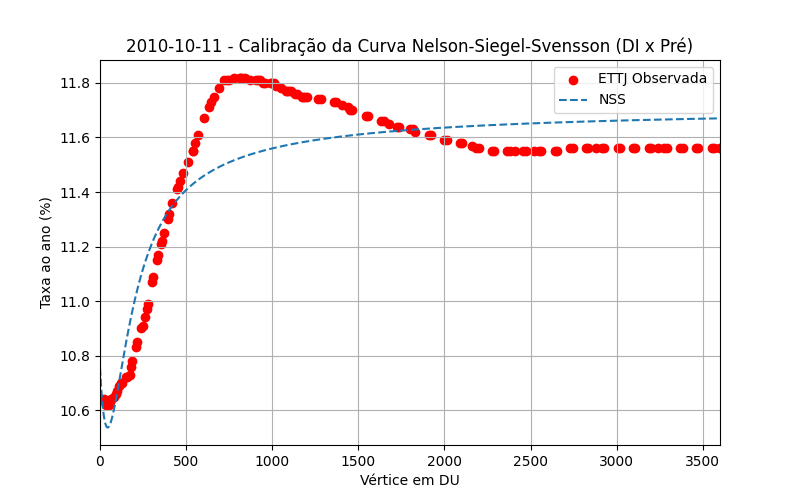 2010-10-11 - Calibração da Curva Nelson-Siegel-Svensson (DI x Pré)
ETTJ Observada
NSS
Taxa ao ano (%)
11.8
11.6
11.4
11.2
11.0
10.8
10.6
0 500 1000 1500 2000 2500 3000 3500
Vértice em DU